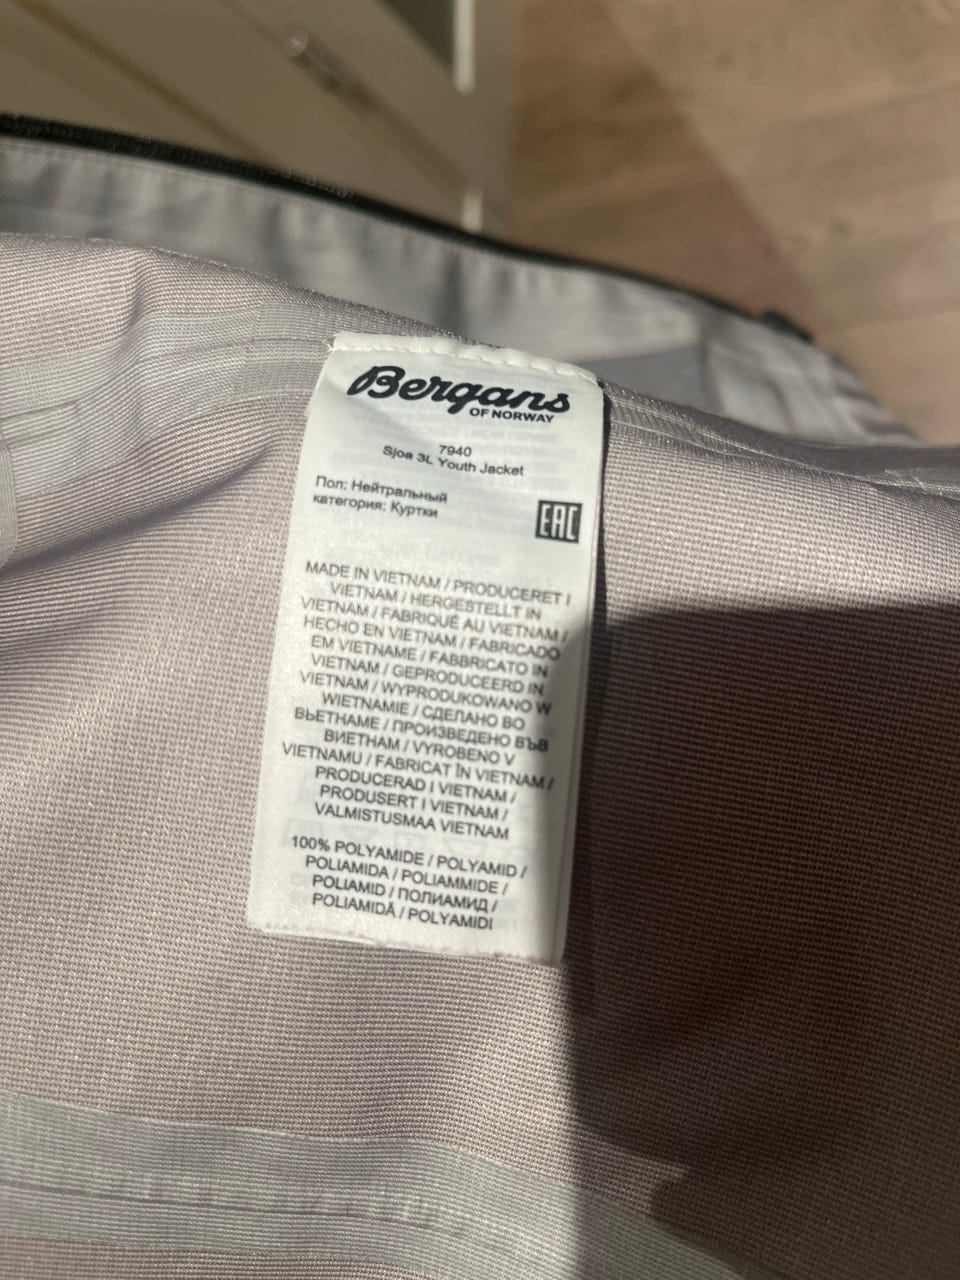 Bergans
OF NORWAY
7940
Sjoa 3L Youth Jacket
Пол: Нейтральный
категория: Куртки
EAC
MADE IN VIETNAM / PRODUCERET I
VIETNAM / HERGESTELLT IN
VIETNAM / FABRIQUÉ AU VIETNAM /
HECHO EN VIETNAM / FABRICADO
EM VIETNAME / FABBRICATO IN
VIETNAM / GEPRODUCEERD IN
VIETNAM / WYPRODUKOWANO W
WIETNAMIE / СДЕЛАНО ВО
ВЬЕТНАМЕ / ПРОИЗВЕДЕНО ВЪВ
ВИЕТНАМ / VYROBENO V
VIETNAMU / FABRICAT ÎN VIETNAM /
PRODUCERAD I VIETNAM /
PRODUSERT I VIETNAM /
VALMISTUSMAA VIETNAM
100% POLYAMIDE / POLYAMID /
POLIAMIDA / POLIAMMIDE /
POLIAMID / ПОЛИАМИД /
POLIAMIDĂ / POLYAMIDI